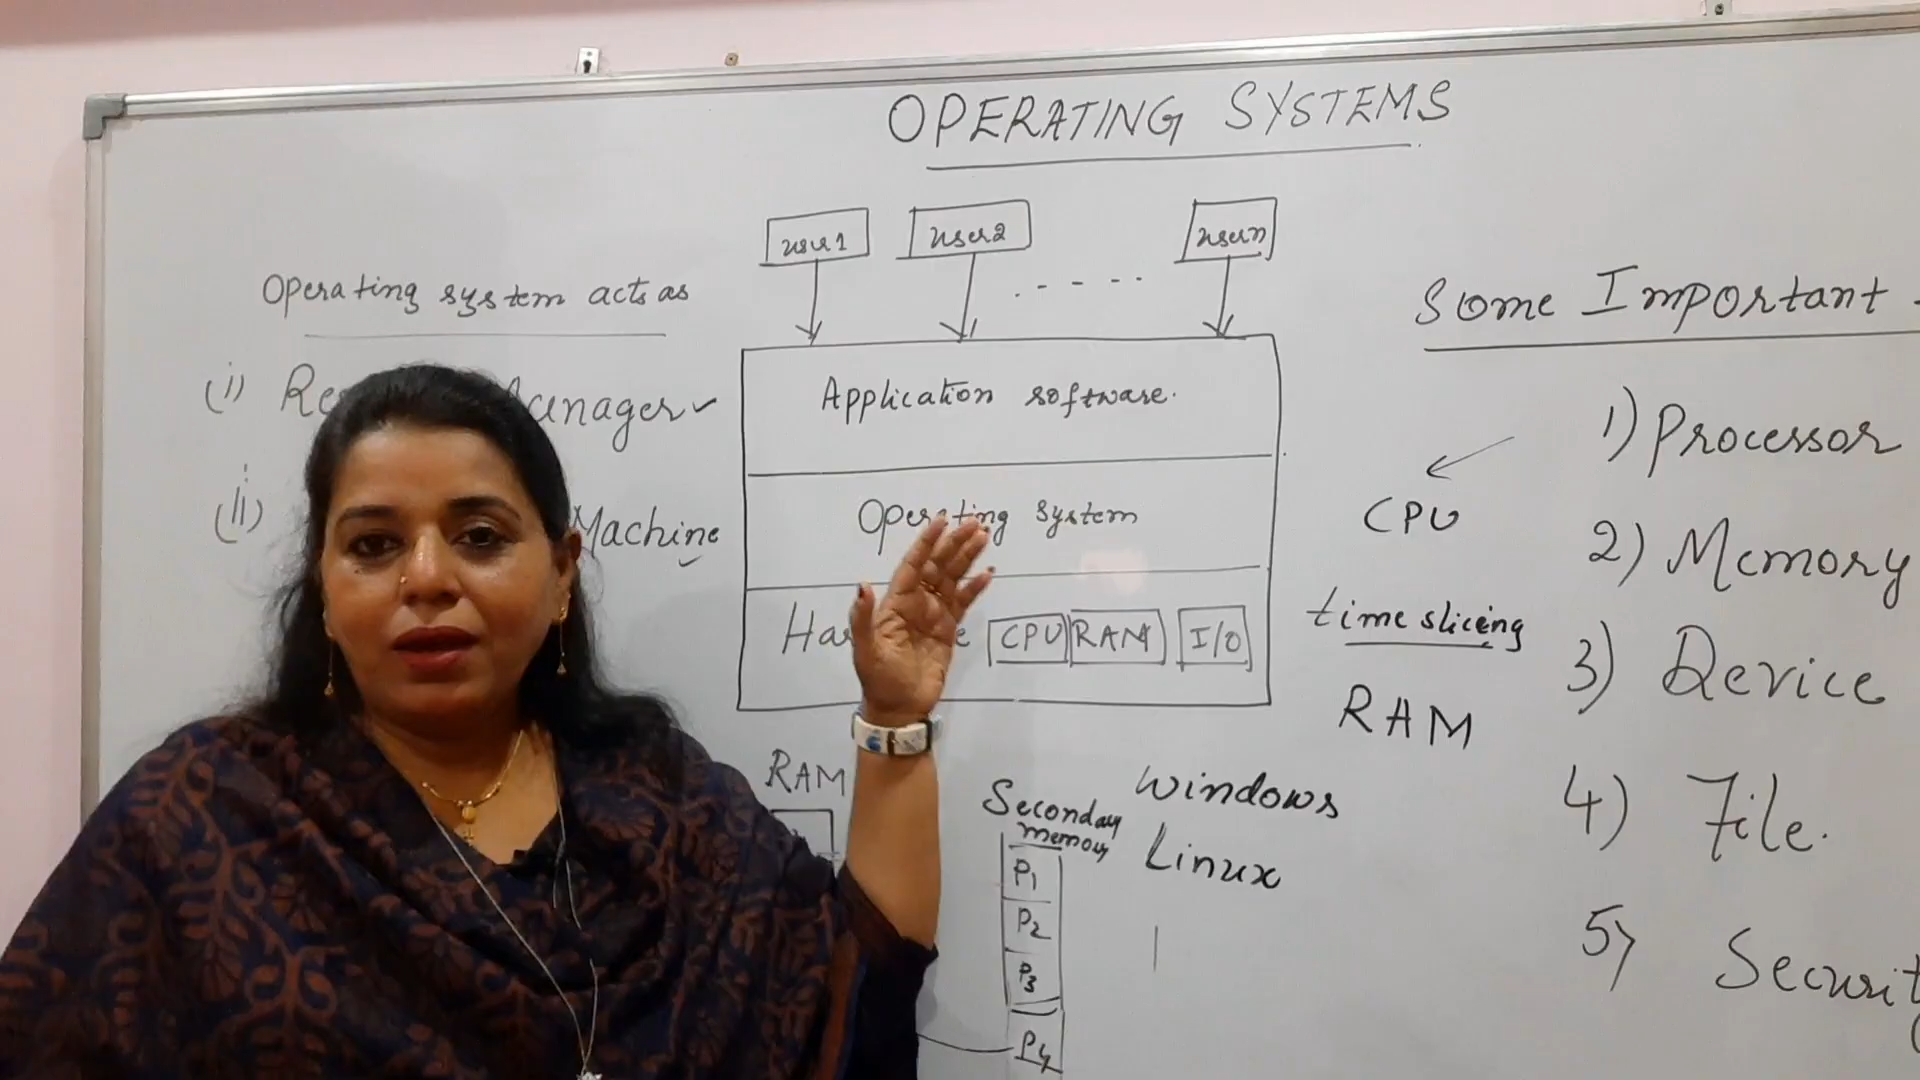 OPERATING SYSTEMS
user1 user2 usern
Operating system acts as
(i) Manager
(ii) Machine
Application software.
Operating system
CPU RAM I/O
RAM
Secondary
memory
P1
P2
P3
P4
Windows
Linux
Some Important
1) Processor
CPU
2) Memory
time slicing
3) Device
RAM
4) File.
5) Securit